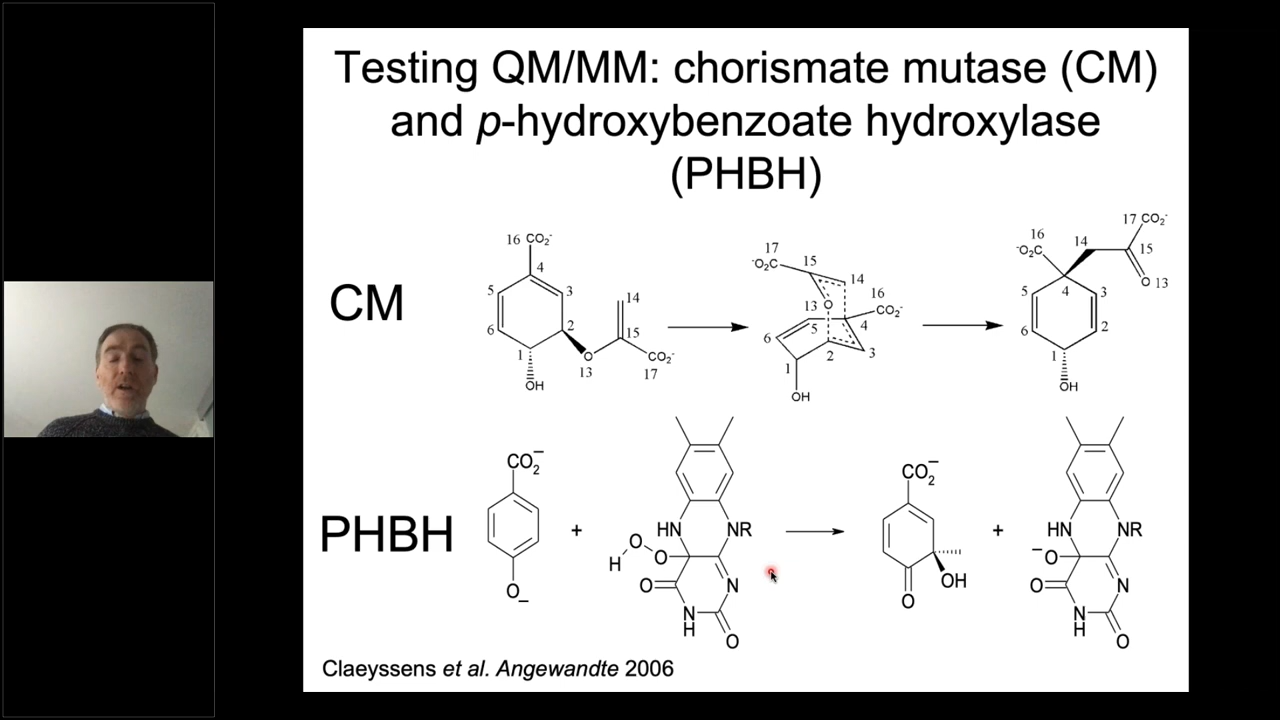 Testing QM/MM: chorismate mutase (CM)
and p-hydroxybenzoate hydroxylase
(PHBH)
CM
16 CO2-
4
5
3
6
2
1
OH
O
13
14
15
CO2-
17
17
-O2C
15
14
13
O
16
CO2-
5
4
6
3
2
1
OH
17 CO2-
16
-O2C
14
15
O 13
4
5
3
6
2
1
OH
PHBH
CO2−
O−
+
HN
NR
O
O
H
O
N
N
H
O
CO2−
OH
O
+
HN
NR
−O
O
N
N
H
O
Claeyssens et al. Angewandte 2006